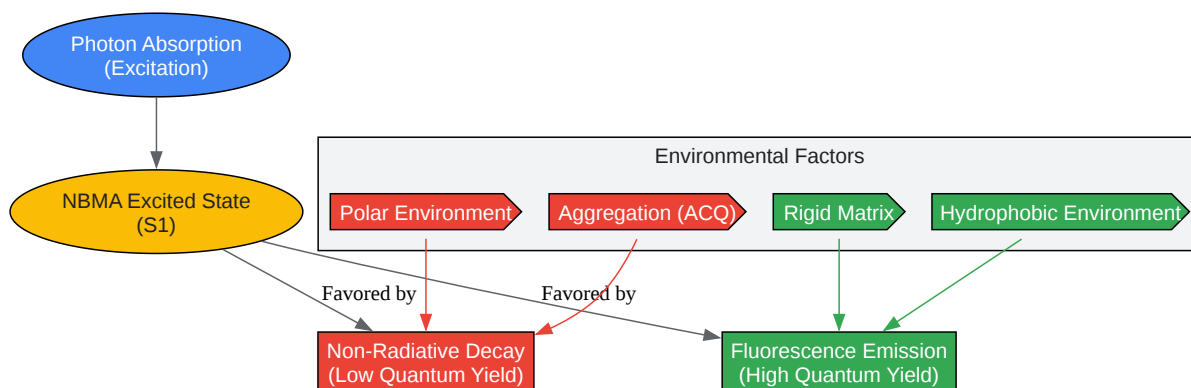 Photon Absorption
(Excitation)
Environmental Factors
NBMA Excited State
(S1)
Polar Environment
Aggregation (ACQ)
Rigid Matrix
Hydrophobic Environment
Favored by
Favored by
Non-Radiative Decay
(Low Quantum Yield)
Fluorescence Emission
(High Quantum Yield)